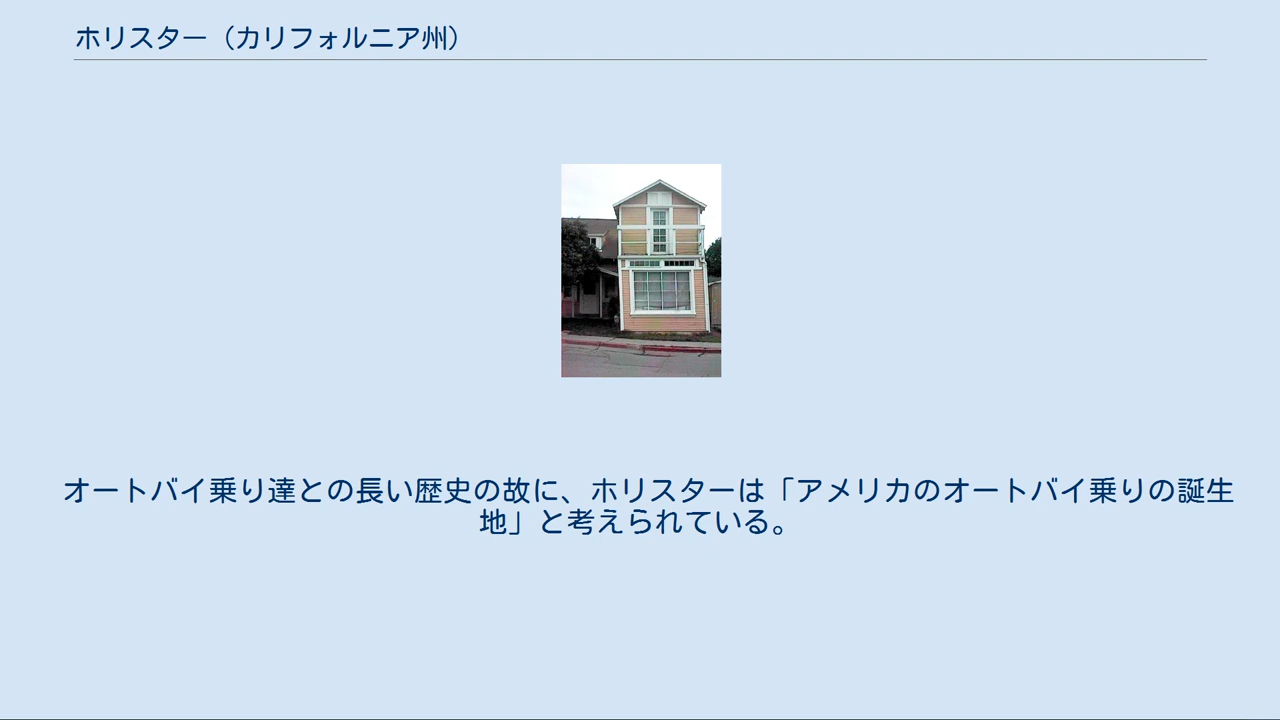 ホリスター（カリフォルニア州）
オートバイ乗り達との長い歴史の故に、ホリスターは「アメリカのオートバイ乗りの誕生
地」と考えられている。